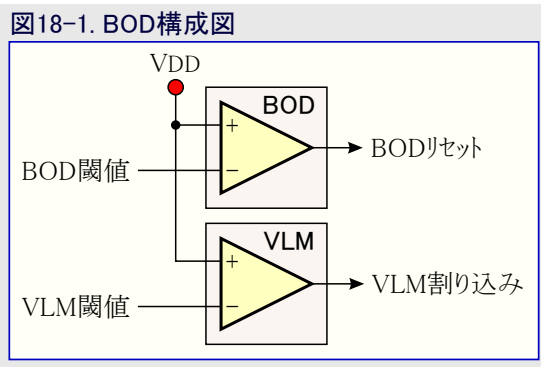 図18-1. BOD構成図
VDD
BOD
+
BOD閾値
−
BODリセット
VLM
+
VLM閾値
−
VLM割り込み